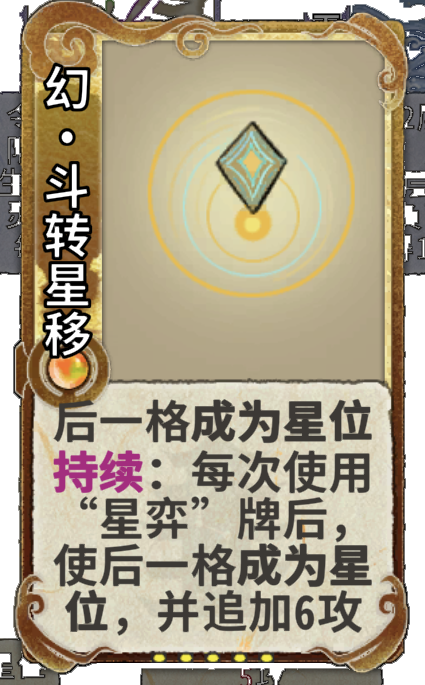 幻·斗转星移
后一格成为星位
持续：每次使用
“星弈”牌后，
使后一格成为星
位，并追加6攻